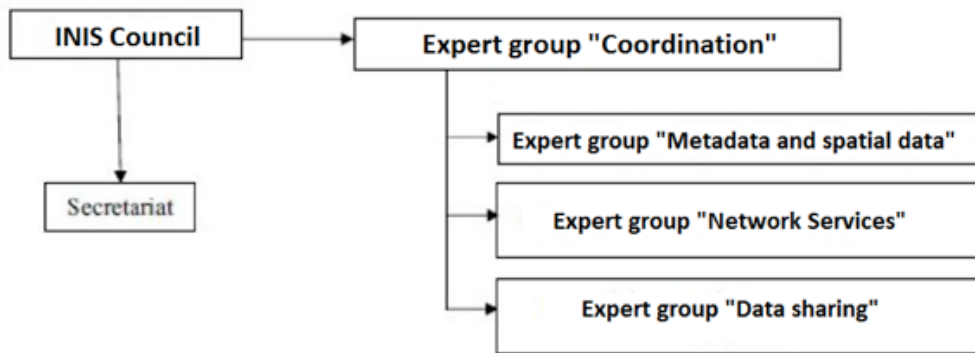 INIS Council
Expert group "Coordination"
Expert group "Metadata and spatial data"
Secretariat
Expert group "Network Services"
Expert group "Data sharing"